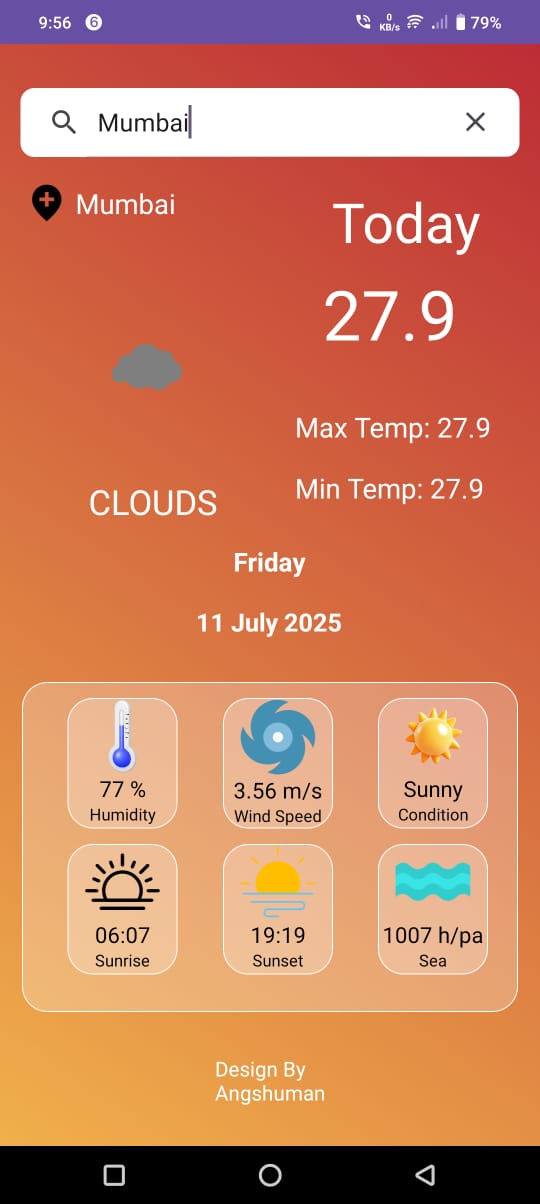 9:56 6 0 KB/s 79%
Mumbai
Mumbai
Today
27.9
Max Temp: 27.9
Min Temp: 27.9
CLOUDS
Friday
11 July 2025
77 % 3.56 m/s Sunny
Humidity Wind Speed Condition
06:07 19:19 1007 h/pa
Sunrise Sunset Sea
Design By
Angshuman